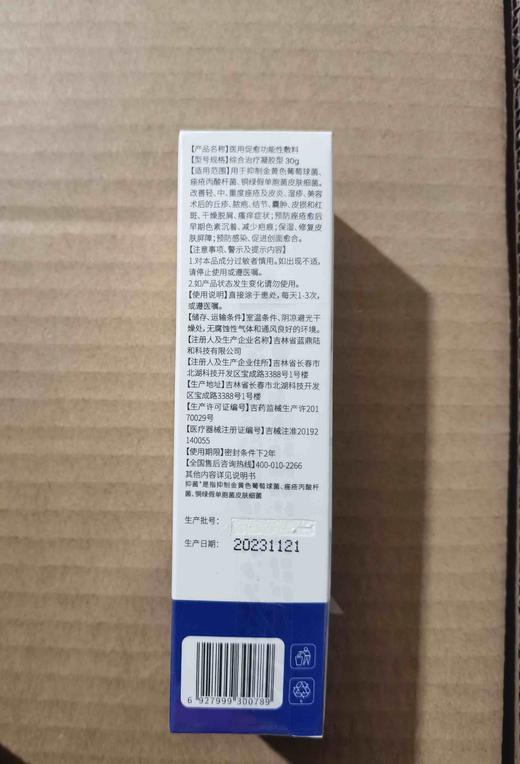 【产品名称】医用促愈功能性敷料
【型号规格】综合治疗凝胶型 30g
【适用范围】用于抑制金黄色葡萄球菌、
痤疮丙酸杆菌、铜绿假单胞菌皮肤细菌。
改善轻、中、重度痤疮及皮炎、湿疹、美容
术后的丘疹、脓疱、结节、囊肿、皮损和红
斑、干燥脱屑、瘙痒症状；预防痤疮愈后
早期色素沉着、减少疤痕；保湿、修复皮
肤屏障；预防感染、促进创面愈合。
【注意事项、警示及提示内容】
1.对本品成分过敏者慎用。如出现不适，
请停止使用或遵医嘱。
2.如产品状态发生变化请勿使用。
【使用说明】直接涂于患处，每天1-3次，
或遵医嘱。
【储存、运输条件】室温条件、阴凉避光干
燥处，无腐蚀性气体和通风良好的环境。
【注册人及生产企业名称】吉林省蓝鼎陆
和科技有限公司
【注册人及生产企业住所】吉林省长春市
北湖科技开发区宝成路3388号1号楼
【生产地址】吉林省长春市北湖科技开发
区宝成路3388号1号楼
【生产许可证编号】吉药监械生产许20170029号
【医疗器械注册证编号】吉械注准20192
140055
【使用期限】密封条件下2年
【全国售后咨询热线】400-010-2266
其他内容详见说明书
抑菌*是指抑制金黄色葡萄球菌、痤疮丙酸杆
菌、铜绿假单胞菌皮肤细菌
生产批号：
生产日期： 20231121
6 927999 300789